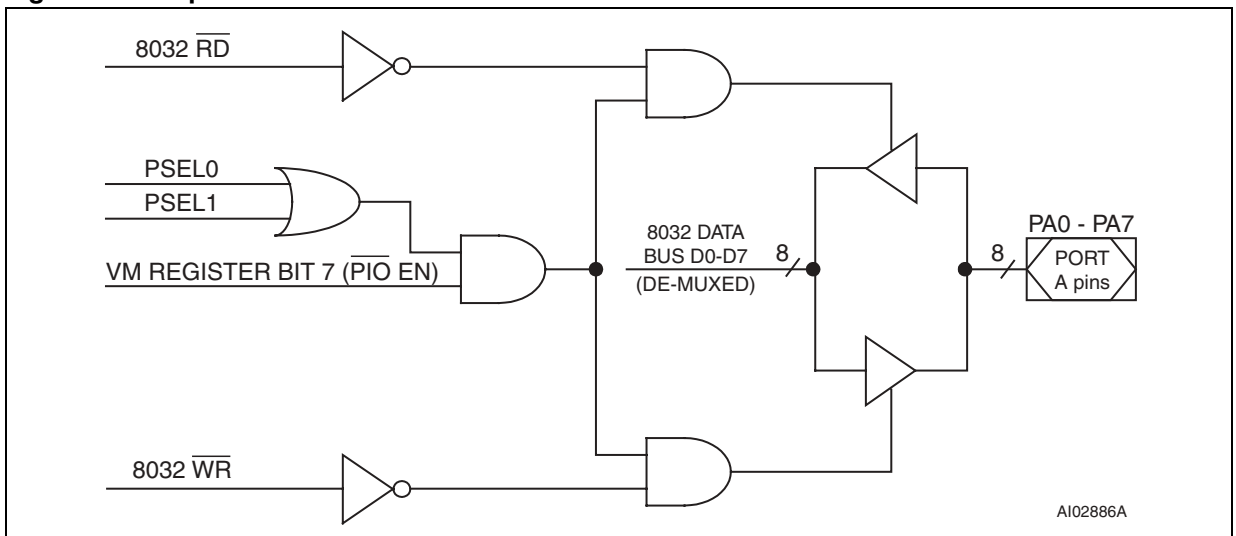 8032 RD
PSEL0
PSEL1
VM REGISTER BIT 7 (PIO EN)
8032 DATA
BUS D0-D7
(DE-MUXED)
8
8
PA0 - PA7
PORT
A pins
8032 WR
AI02886A